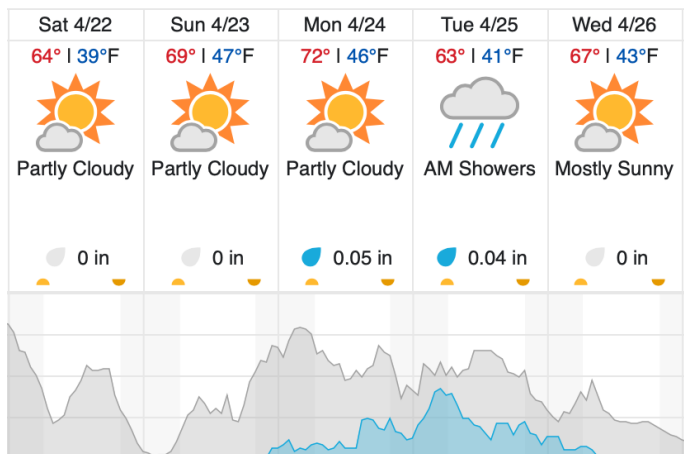 Sat 4/22 Sun 4/23 Mon 4/24 Tue 4/25 Wed 4/26
64° | 39°F 69° | 47°F 72° | 46°F 63° | 41°F 67° | 43°F
Partly Cloudy Partly Cloudy Partly Cloudy AM Showers Mostly Sunny
0 in 0 in 0.05 in 0.04 in 0 in